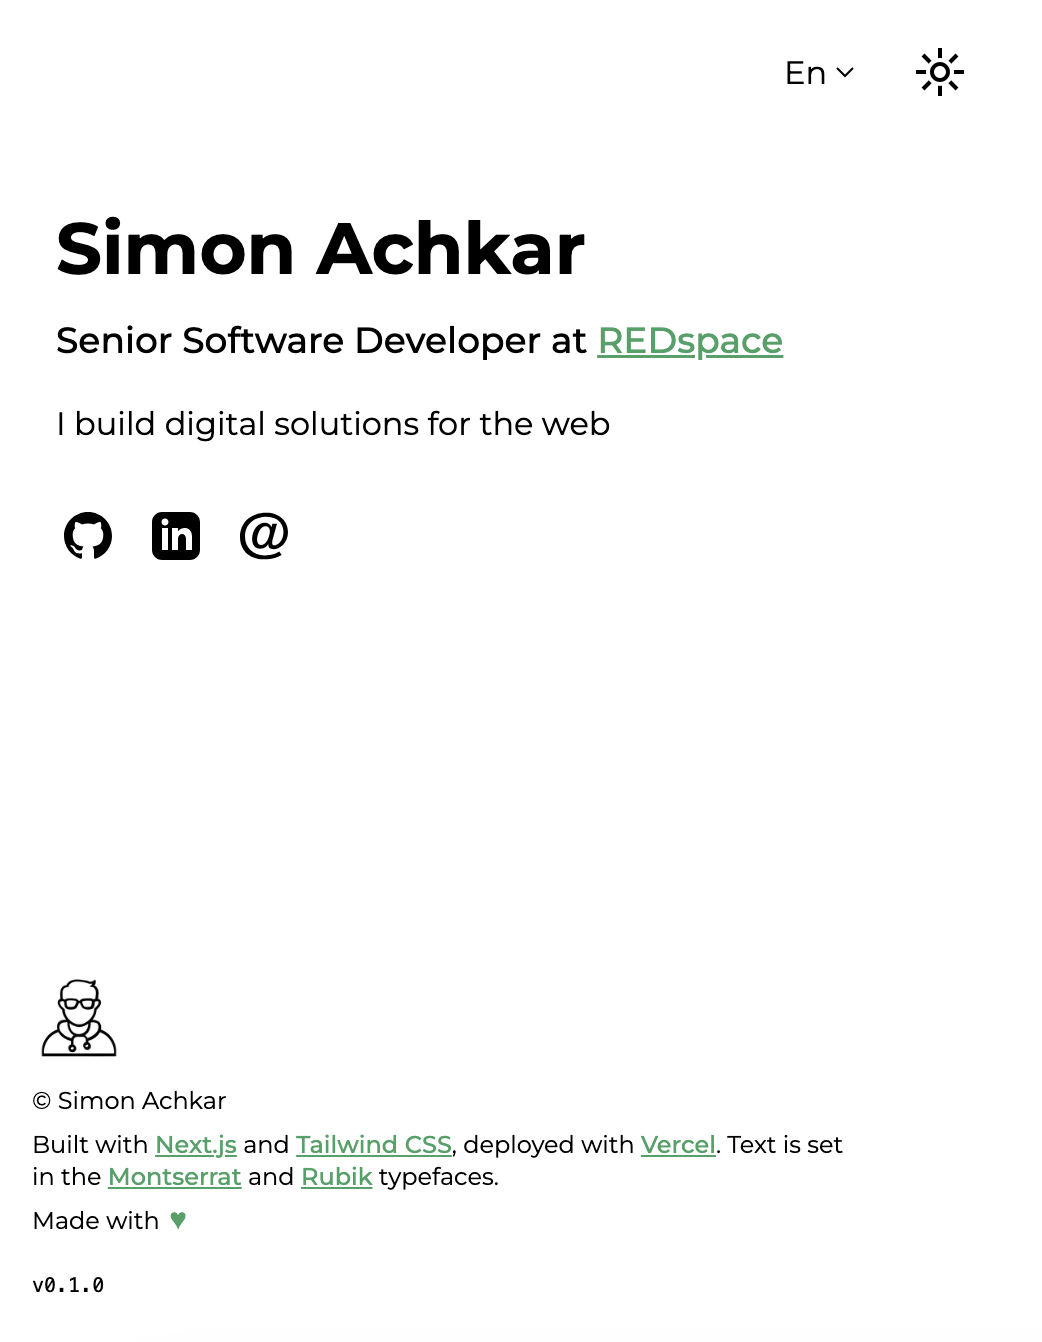 En
Simon Achkar
Senior Software Developer at REDspace
I build digital solutions for the web
in @
© Simon Achkar
Built with Next.js and Tailwind CSS, deployed with Vercel. Text is set
in the Montserrat and Rubik typefaces.
Made with ♥
v0.1.0